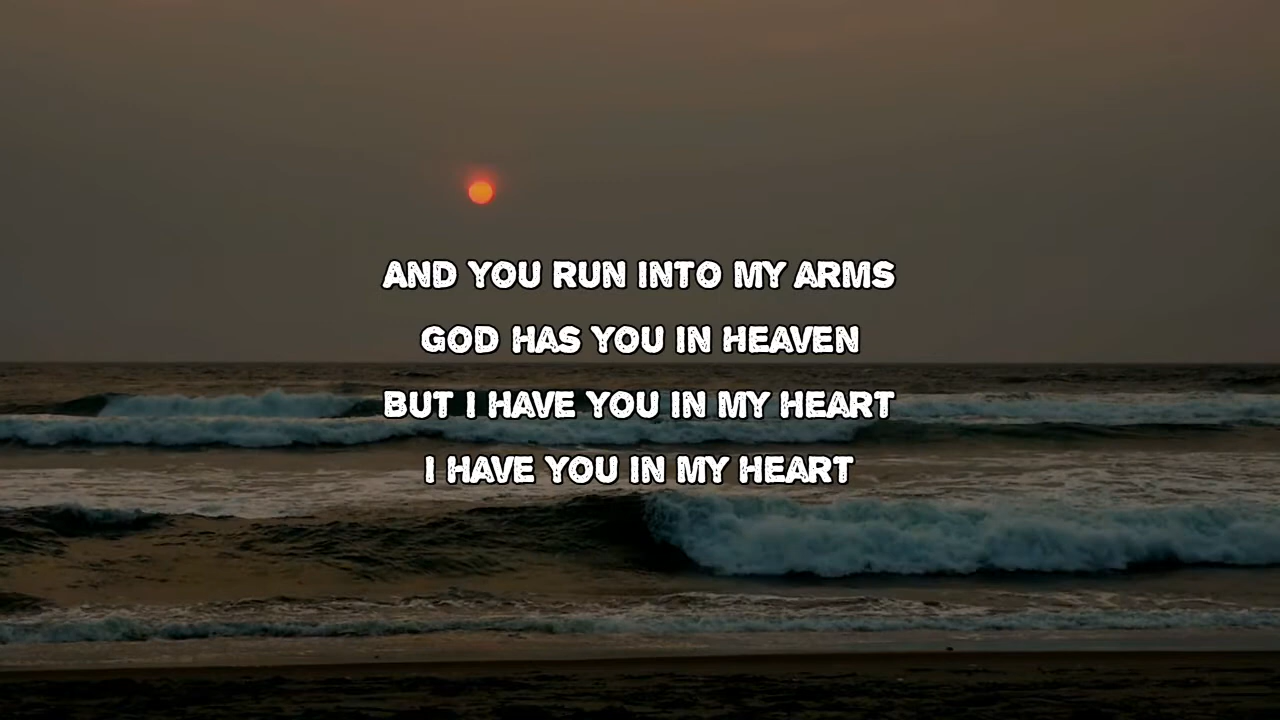 AND YOU RUN INTO MY ARMS
GOD HAS YOU IN HEAVEN
BUT I HAVE YOU IN MY HEART
I HAVE YOU IN MY HEART